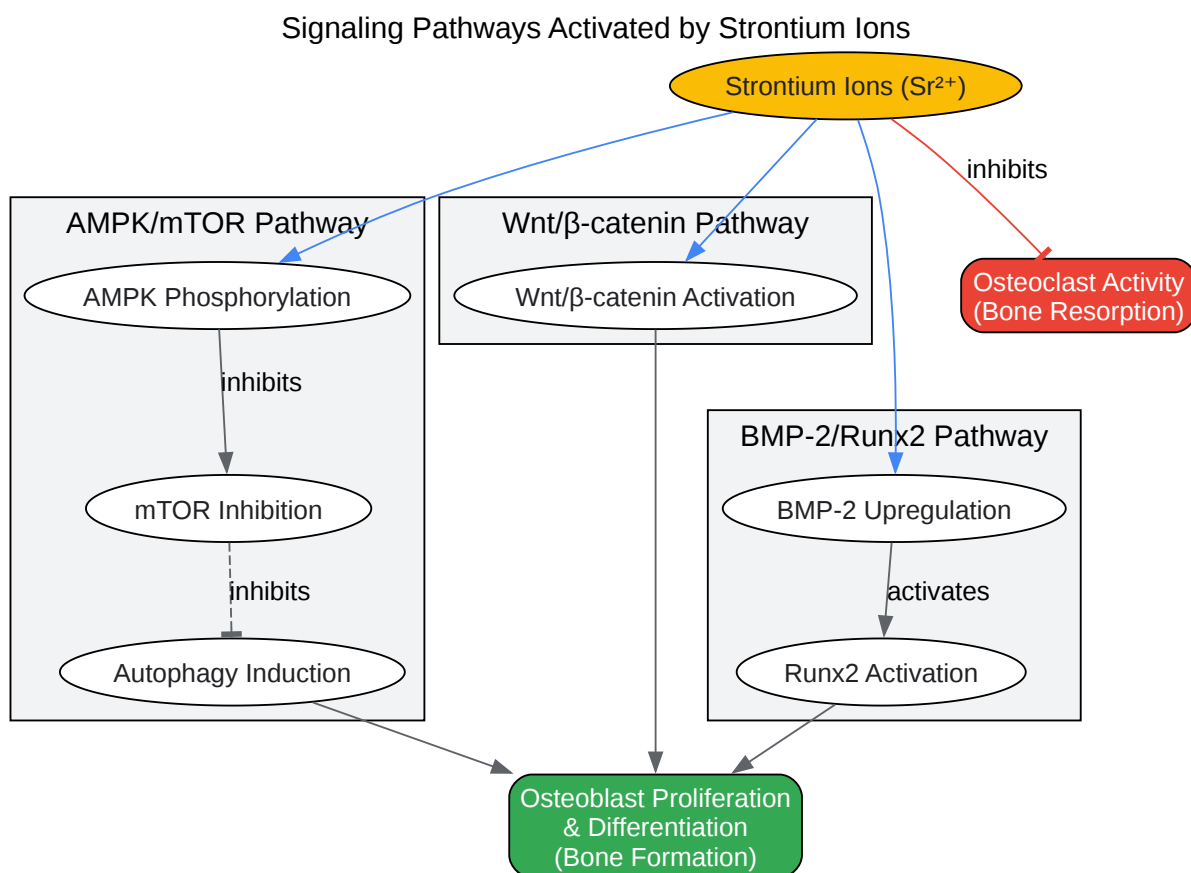 Signaling Pathways Activated by Strontium Ions
Strontium Ions (Sr²⁺)
inhibits
AMPK/mTOR Pathway
Wnt/β-catenin Pathway
AMPK Phosphorylation
Wnt/β-catenin Activation
Osteoclast Activity
(Bone Resorption)
inhibits
BMP-2/Runx2 Pathway
mTOR Inhibition
BMP-2 Upregulation
inhibits
activates
Autophagy Induction
Runx2 Activation
Osteoblast Proliferation
& Differentiation
(Bone Formation)